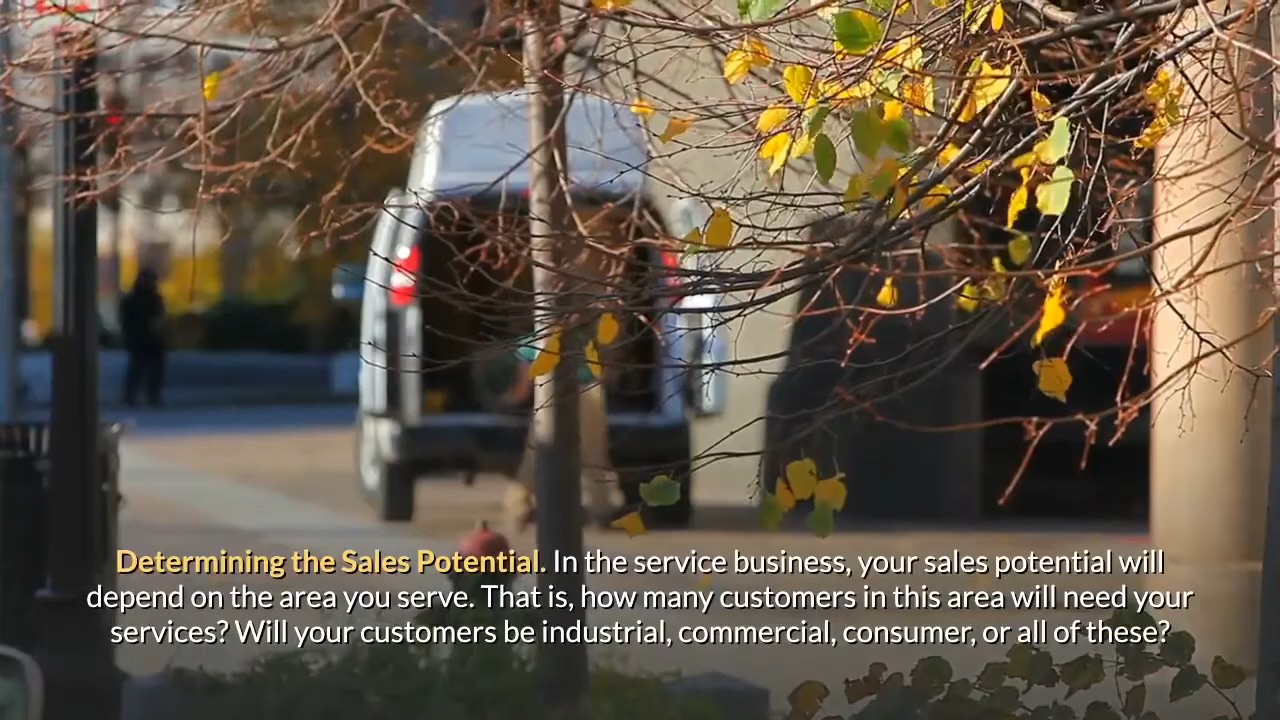 Determining the Sales Potential. In the service business, your sales potential will
depend on the area you serve. That is, how many customers in this area will need your
services? Will your customers be industrial, commercial, consumer, or all of these?